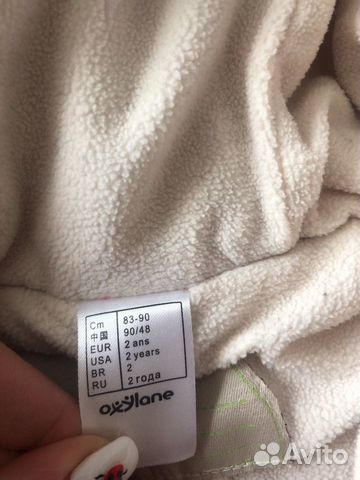 Cm 83-90
中国 90/48
EUR 2 ans
USA 2 years
BR 2
RU 2 года
oxylane
Avito